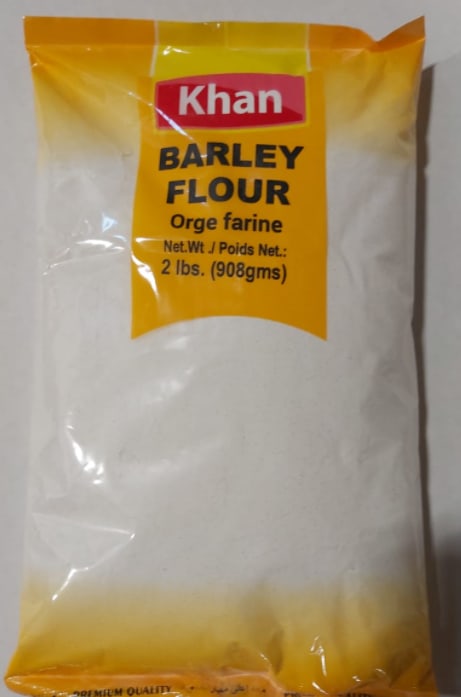 Khan
BARLEY
FLOUR
Orge farine
Net.Wt ./ Poids Net.:
2 lbs. (908gms)
PREMIUM QUALITY